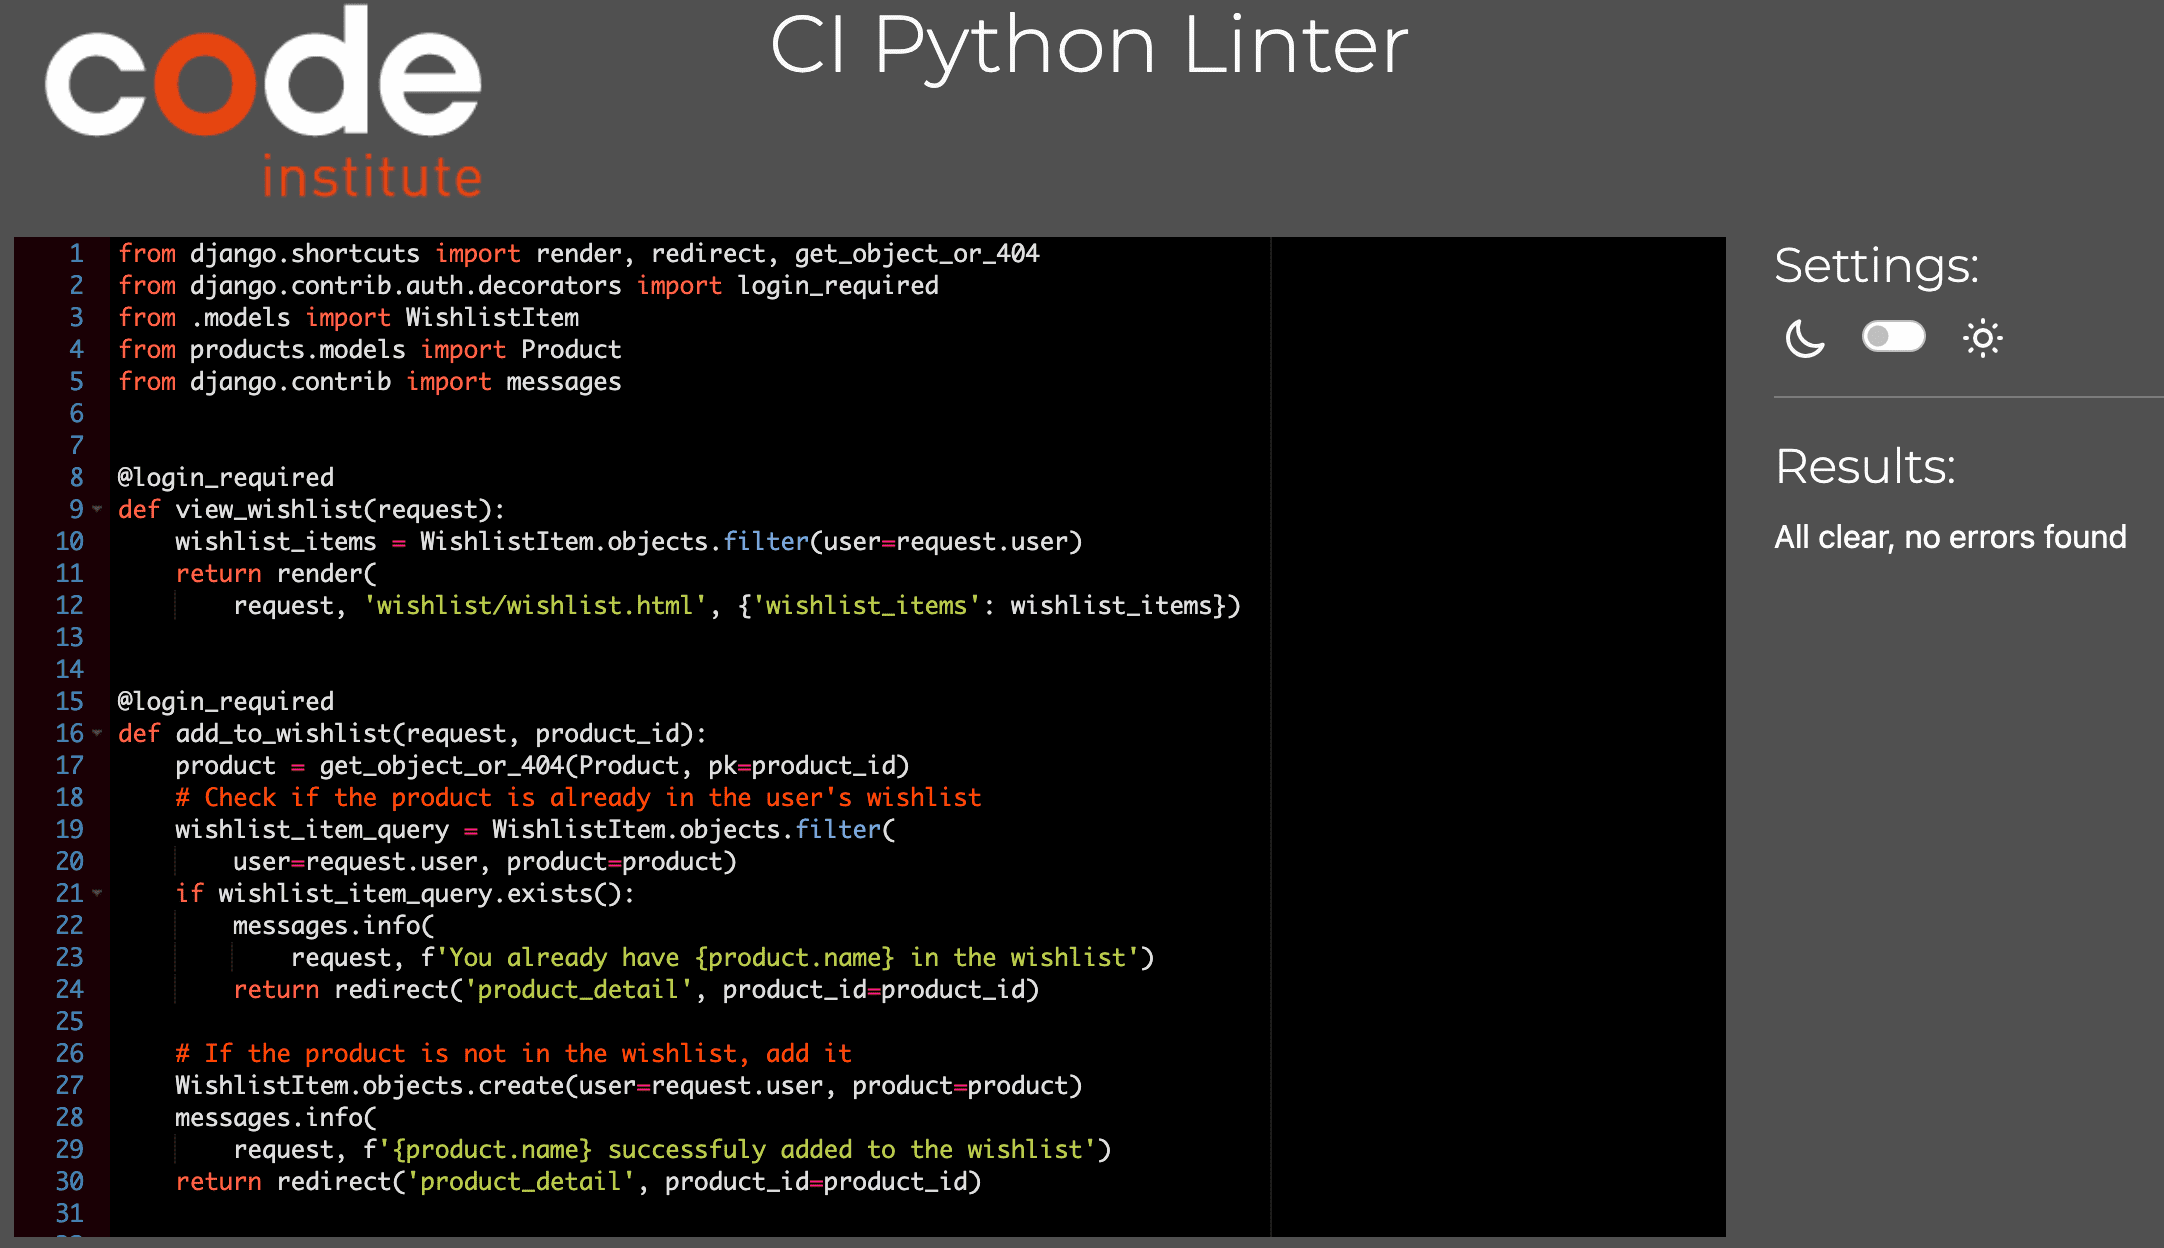 code
institute
CI Python Linter
1 from django.shortcuts import render, redirect, get_object_or_404
2 from django.contrib.auth.decorators import login_required
3 from .models import WishlistItem
4 from products.models import Product
5 from django.contrib import messages
6
7
8 @login_required
9 def view_wishlist(request):
10     wishlist_items = WishlistItem.objects.filter(user=request.user)
11     return render(
12         request, 'wishlist/wishlist.html', {'wishlist_items': wishlist_items})
13
14
15 @login_required
16 def add_to_wishlist(request, product_id):
17     product = get_object_or_404(Product, pk=product_id)
18     # Check if the product is already in the user's wishlist
19     wishlist_item_query = WishlistItem.objects.filter(
20         user=request.user, product=product)
21     if wishlist_item_query.exists():
22         messages.info(
23             request, f'You already have {product.name} in the wishlist')
24         return redirect('product_detail', product_id=product_id)
25
26     # If the product is not in the wishlist, add it
27     WishlistItem.objects.create(user=request.user, product=product)
28     messages.info(
29         request, f'{product.name} successfuly added to the wishlist')
30     return redirect('product_detail', product_id=product_id)
31
Settings:
Results:
All clear, no errors found